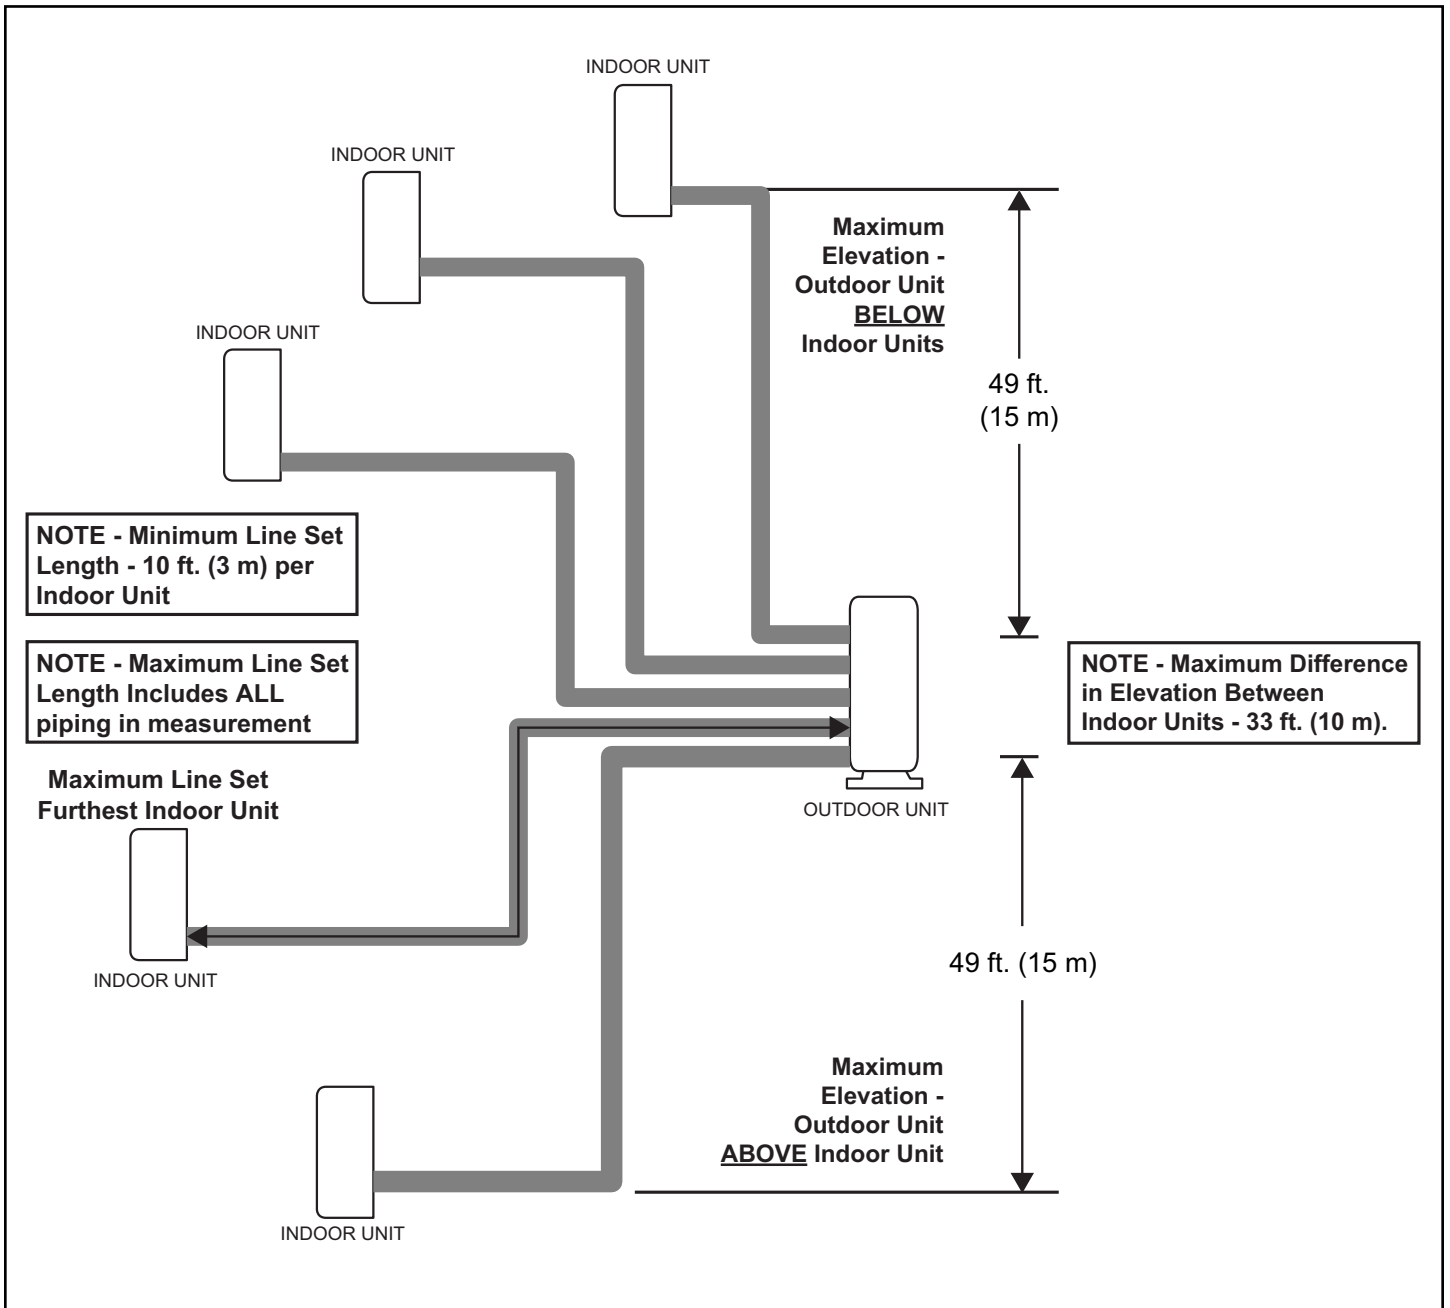 INDOOR UNIT
INDOOR UNIT
INDOOR UNIT
Maximum
Elevation -
Outdoor Unit
BELOW
Indoor Units
49 ft.
(15 m)
NOTE - Minimum Line Set
Length - 10 ft. (3 m) per
Indoor Unit
NOTE - Maximum Line Set
Length Includes ALL
piping in measurement
NOTE - Maximum Difference
in Elevation Between
Indoor Units - 33 ft. (10 m).
Maximum Line Set
Furthest Indoor Unit
OUTDOOR UNIT
INDOOR UNIT
49 ft. (15 m)
Maximum
Elevation -
Outdoor Unit
ABOVE Indoor Unit
INDOOR UNIT